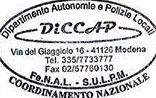 Dipartimento Autonomie e Polizie Locali
DiCCAP
Via del Giaggiolo 16 - 41126 Modena
Tel. 335/7733777
Fax 02/57760130
Fe.N.A.L. - S.U.L.P.M.
COORDINAMENTO NAZIONALE